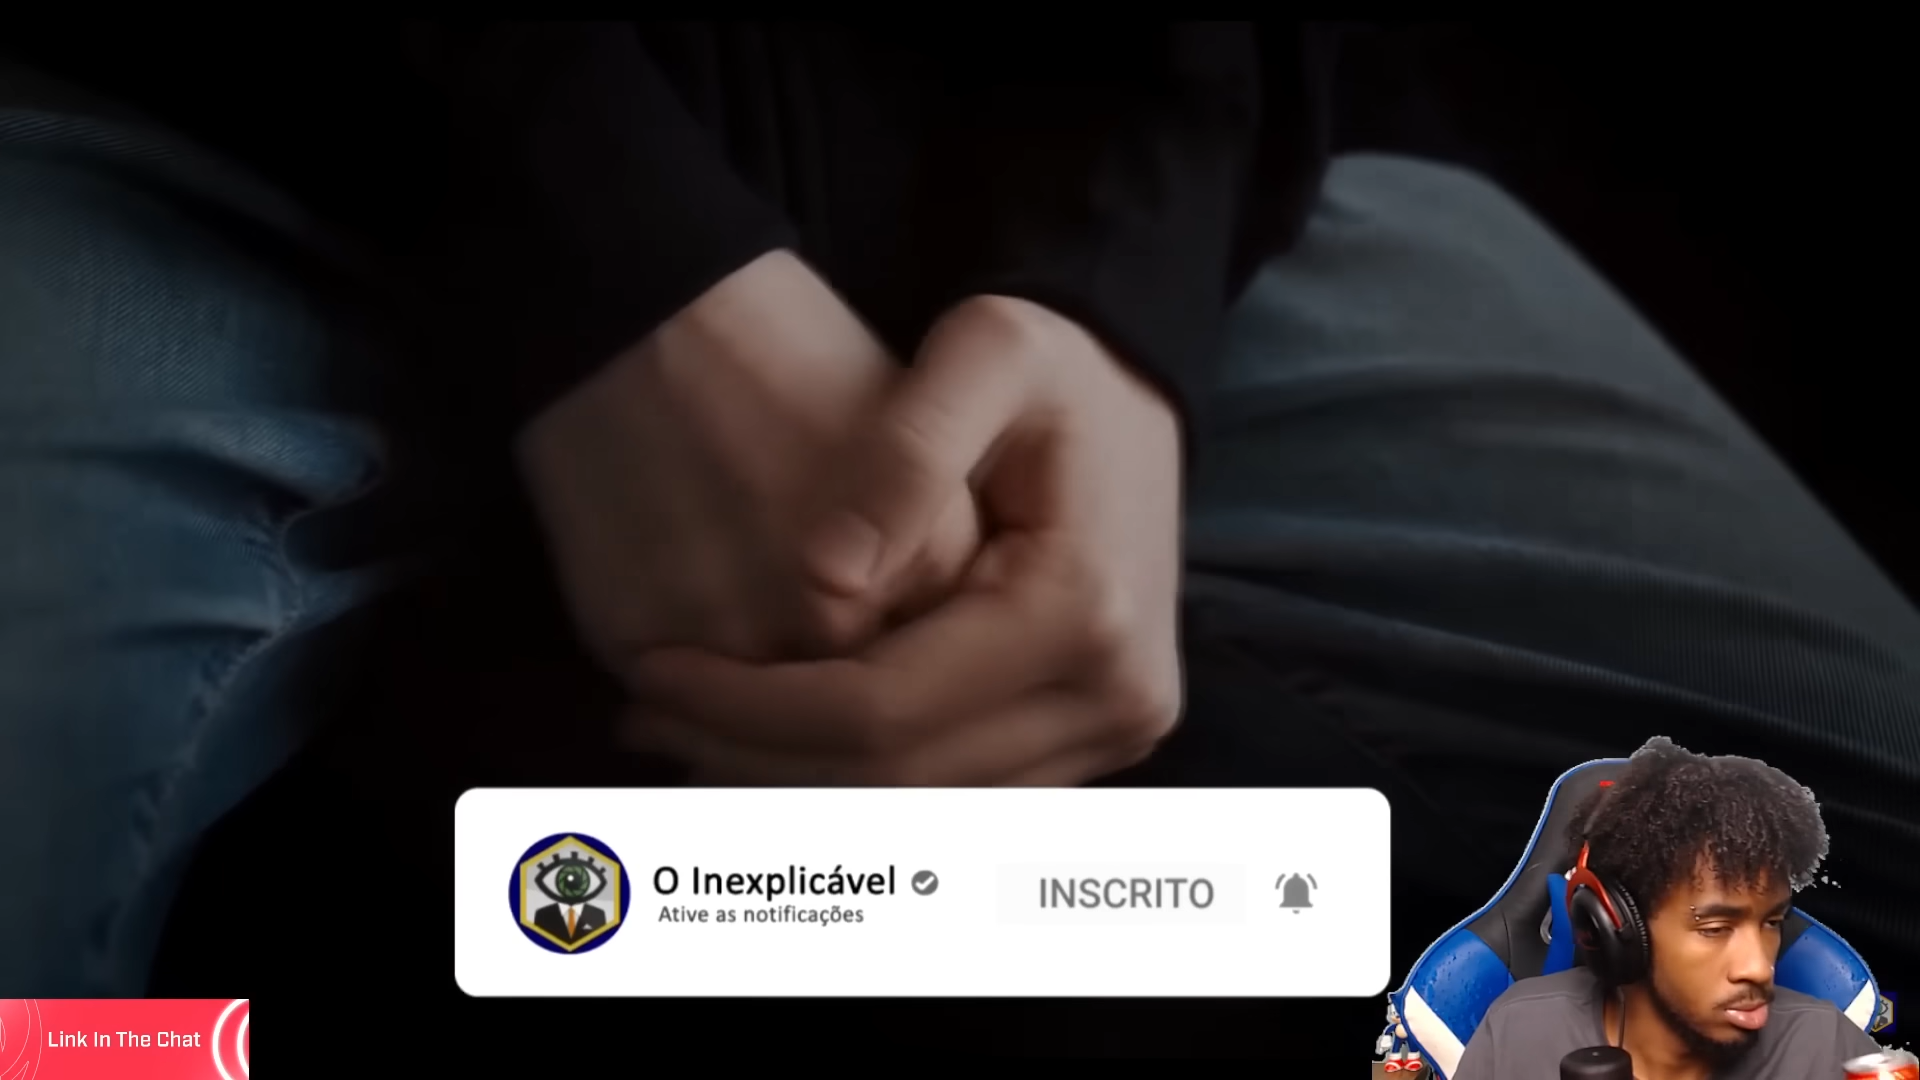 O Inexplicável
Ative as notificações
INSCRITO
Link In The Chat